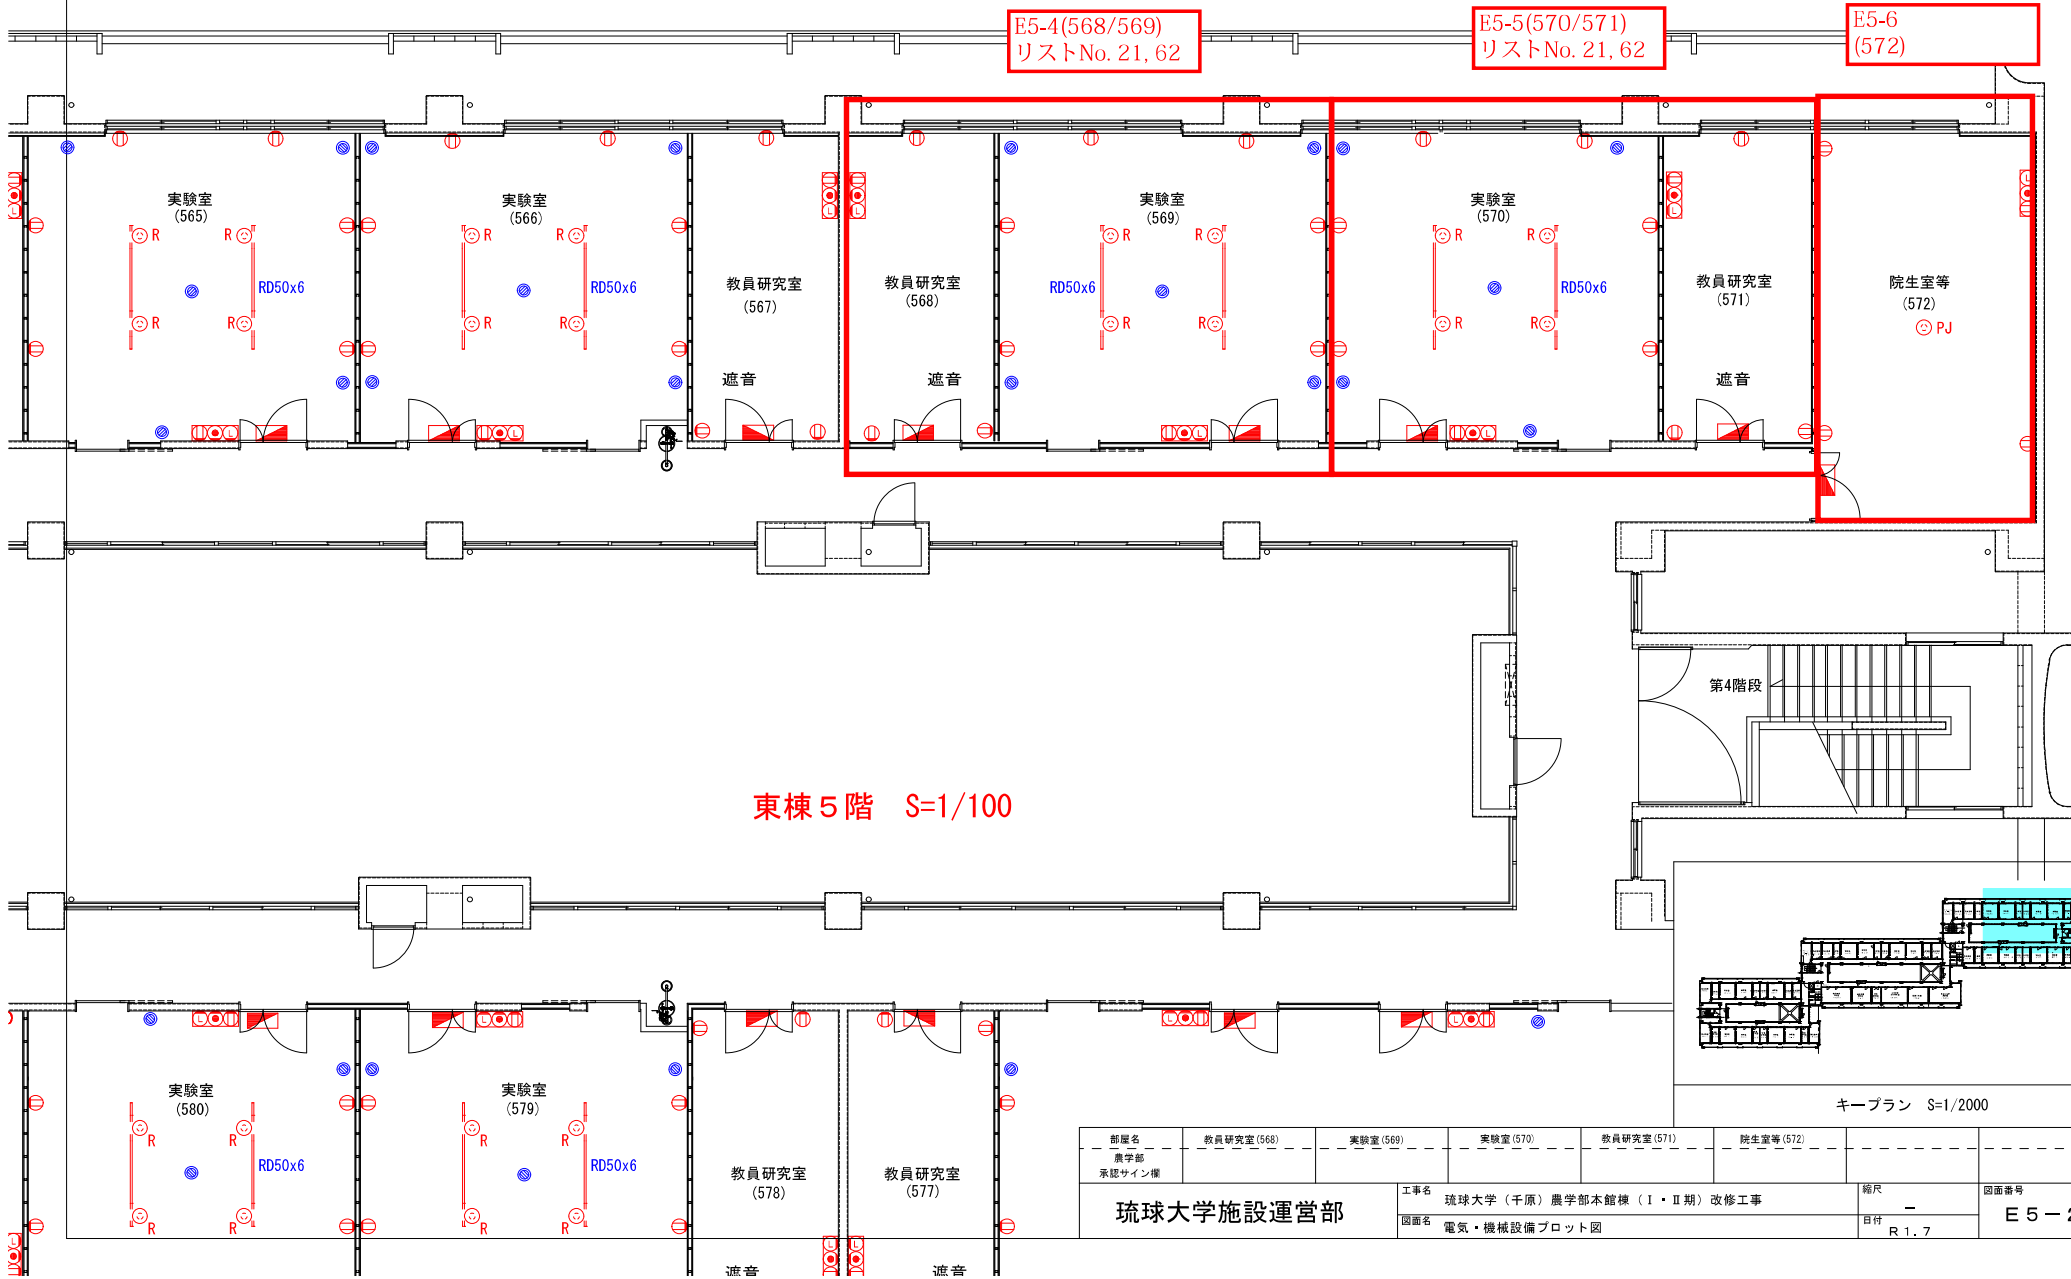 E5-4(568/569)
リストNo. 21, 62
E5-5(570/571)
リストNo. 21, 62
E5-6
(572)
実験室
(565)
R
R
RD50x6
R
R
実験室
(566)
R
R
RD50x6
R
R
教員研究室
(567)
遮音
教員研究室
(568)
遮音
実験室
(569)
R
R
RD50x6
R
R
実験室
(570)
R
R
RD50x6
R
R
教員研究室
(571)
遮音
院生室等
(572)
PJ
第4階段
東棟５階 S=1/100
実験室
(580)
R
R
RD50x6
R
R
実験室
(579)
R
R
RD50x6
R
R
教員研究室
(578)
遮音
教員研究室
(577)
遮音
キープラン S=1/2000
部屋名 教員研究室(568) 実験室(569) 実験室(570) 教員研究室(571) 院生室等(572)
農学部
承認サイン欄
琉球大学施設運営部
工事名 琉球大学（千原）農学部本館棟（Ⅰ・Ⅱ期）改修工事
図面名 電気・機械設備プロット図
縮尺 －
日付 R１.７
図面番号
Ｅ５－２